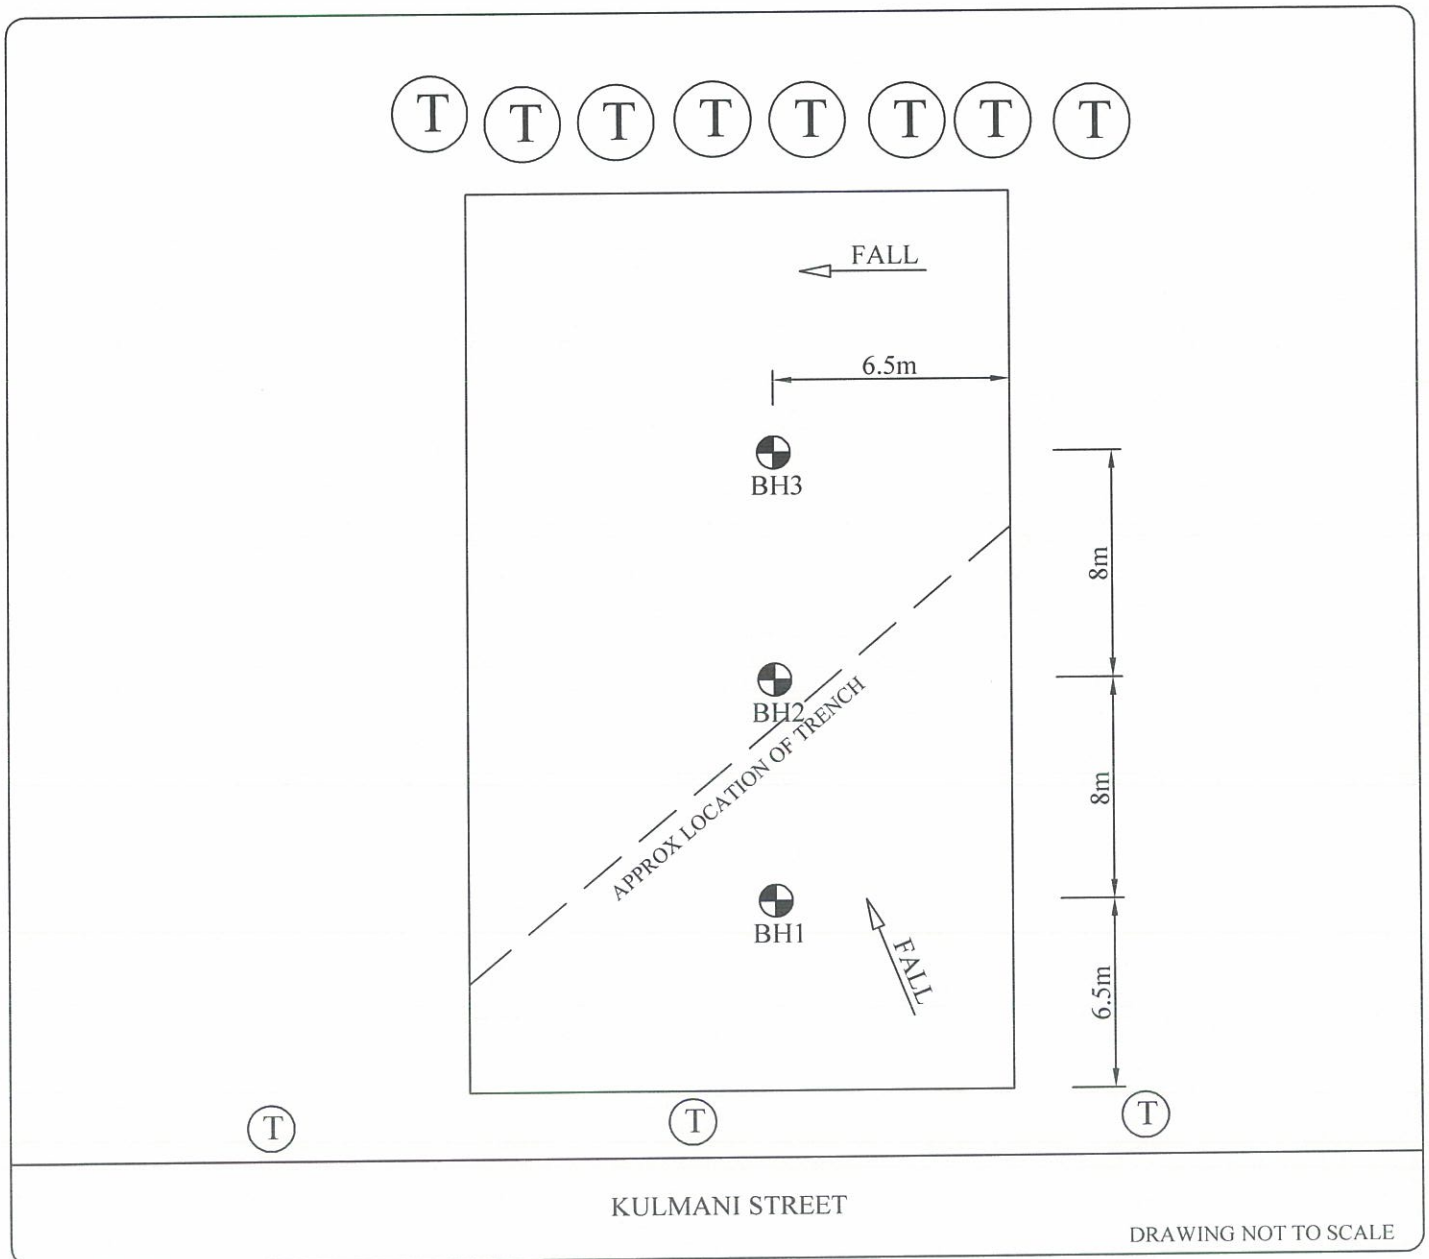 T T T T T T T T
FALL
6.5m
BH3
8m
BH2
APPROX LOCATION OF TRENCH
8m
BH1
FALL
6.5m
T T T
KULMANI STREET
DRAWING NOT TO SCALE